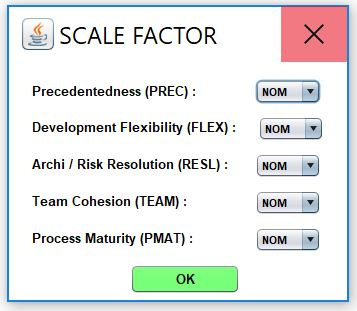 SCALE FACTOR
Precedentedness (PREC) : NOM
Development Flexibility (FLEX) : NOM
Archi / Risk Resolution (RESL) : NOM
Team Cohesion (TEAM) : NOM
Process Maturity (PMAT) : NOM
OK